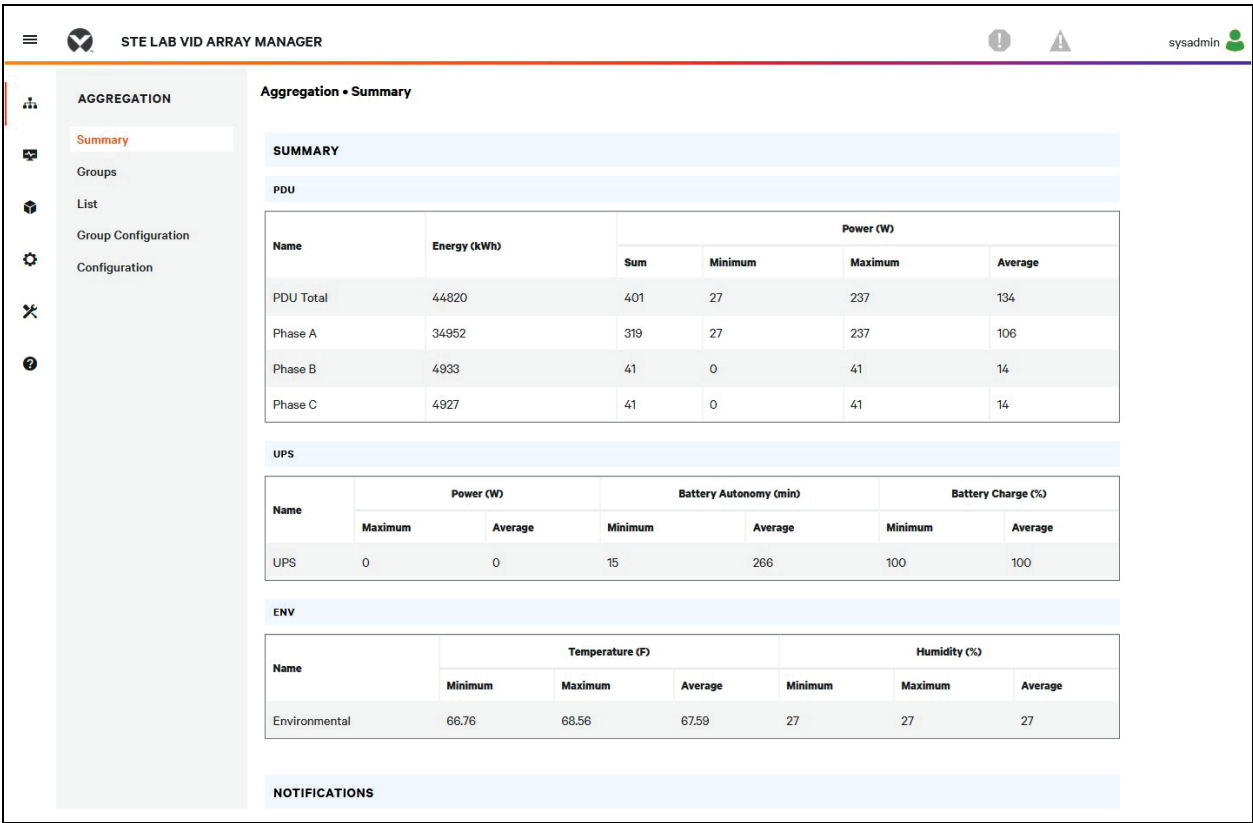 STE LAB VID ARRAY MANAGER
sysadmin
AGGREGATION
Summary
Groups
List
Group Configuration
Configuration
Aggregation • Summary
SUMMARY
PDU
Name Energy (kWh) Power (W)
Sum Minimum Maximum Average
PDU Total 44820 401 27 237 134
Phase A 34952 319 27 237 106
Phase B 4933 41 0 41 14
Phase C 4927 41 0 41 14
UPS
Name Power (W) Battery Autonomy (min) Battery Charge (%)
Maximum Average Minimum Average Minimum Average
UPS 0 0 15 266 100 100
ENV
Name Temperature (F) Humidity (%)
Minimum Maximum Average Minimum Maximum Average
Environmental 66.76 68.56 67.59 27 27 27
NOTIFICATIONS